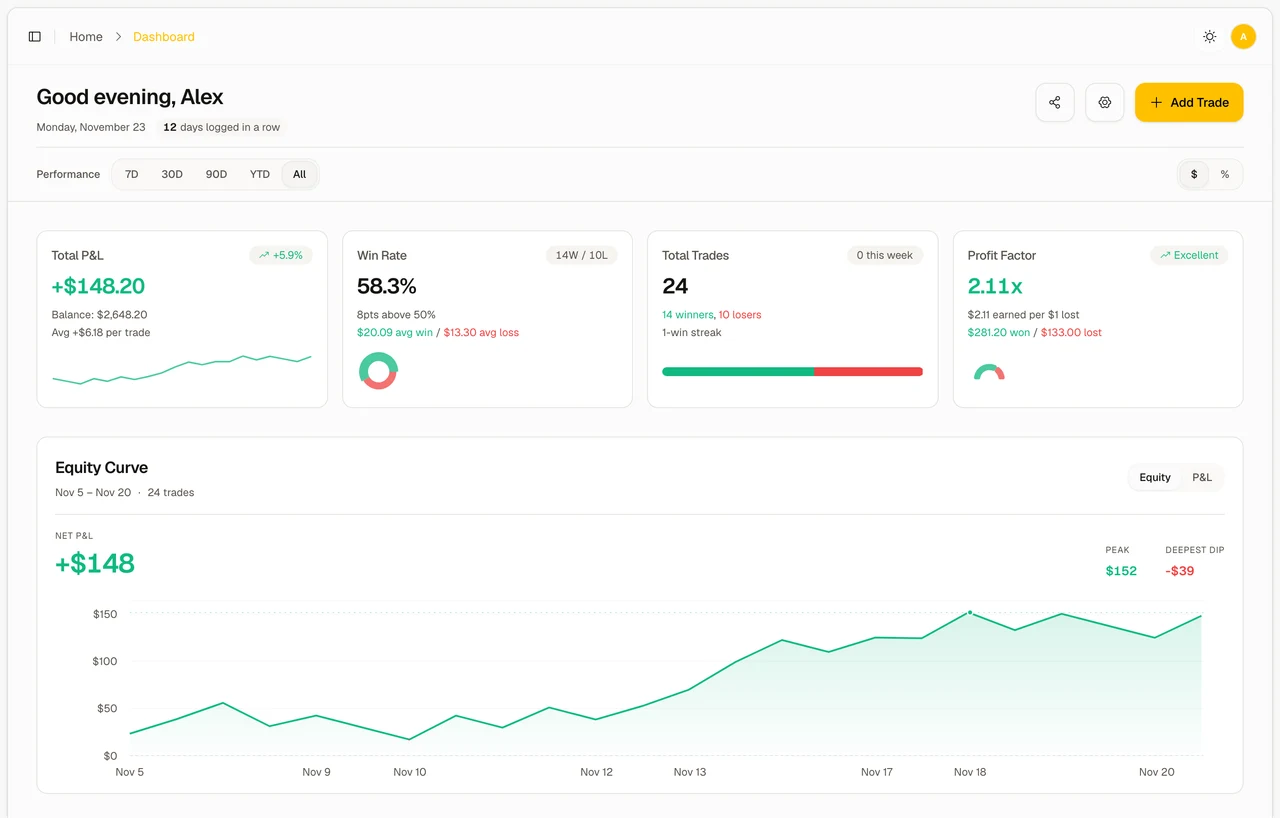 Home > Dashboard
A
Good evening, Alex
Monday, November 23 12 days logged in a row
+ Add Trade
Performance 7D 30D 90D YTD All
$ %
Total P&L +5.9%
+$148.20
Balance: $2,648.20
Avg +$6.18 per trade
Win Rate 14W / 10L
58.3%
8pts above 50%
$20.09 avg win / $13.30 avg loss
Total Trades 0 this week
24
14 winners, 10 losers
1-win streak
Profit Factor Excellent
2.11x
$2.11 earned per $1 lost
$281.20 won / $133.00 lost
Equity Curve
Nov 5 – Nov 20 · 24 trades
Equity P&L
NET P&L
+$148
PEAK
$152
DEEPEST DIP
-$39
$150
$100
$50
$0
Nov 5 Nov 9 Nov 10 Nov 12 Nov 13 Nov 17 Nov 18 Nov 20